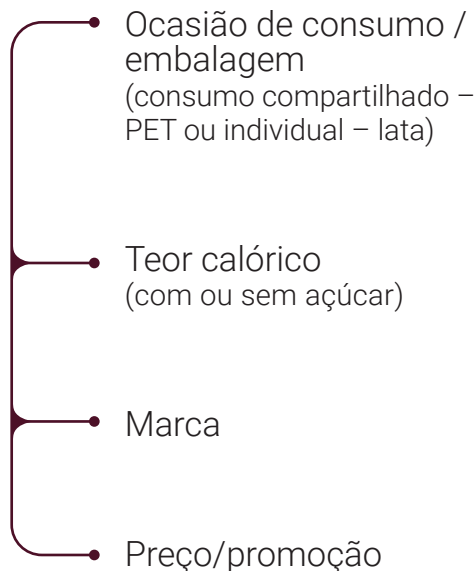 Ocasião de consumo /
embalagem
(consumo compartilhado –
PET ou individual – lata)
Teor calórico
(com ou sem açúcar)
Marca
Preço/promoção